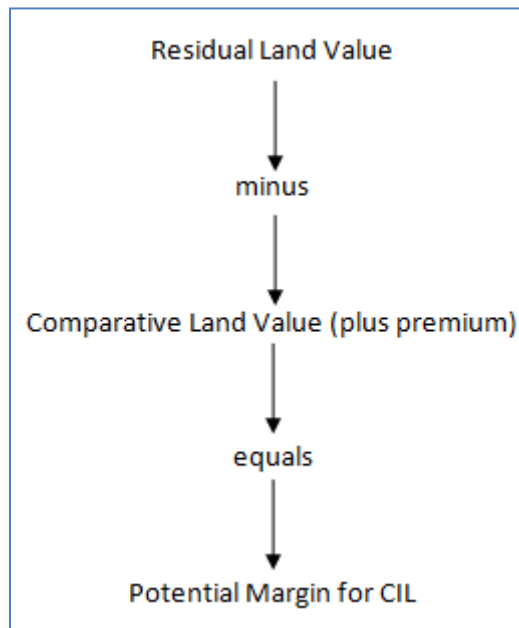 Residual Land Value
minus
Comparative Land Value (plus premium)
equals
Potential Margin for CIL